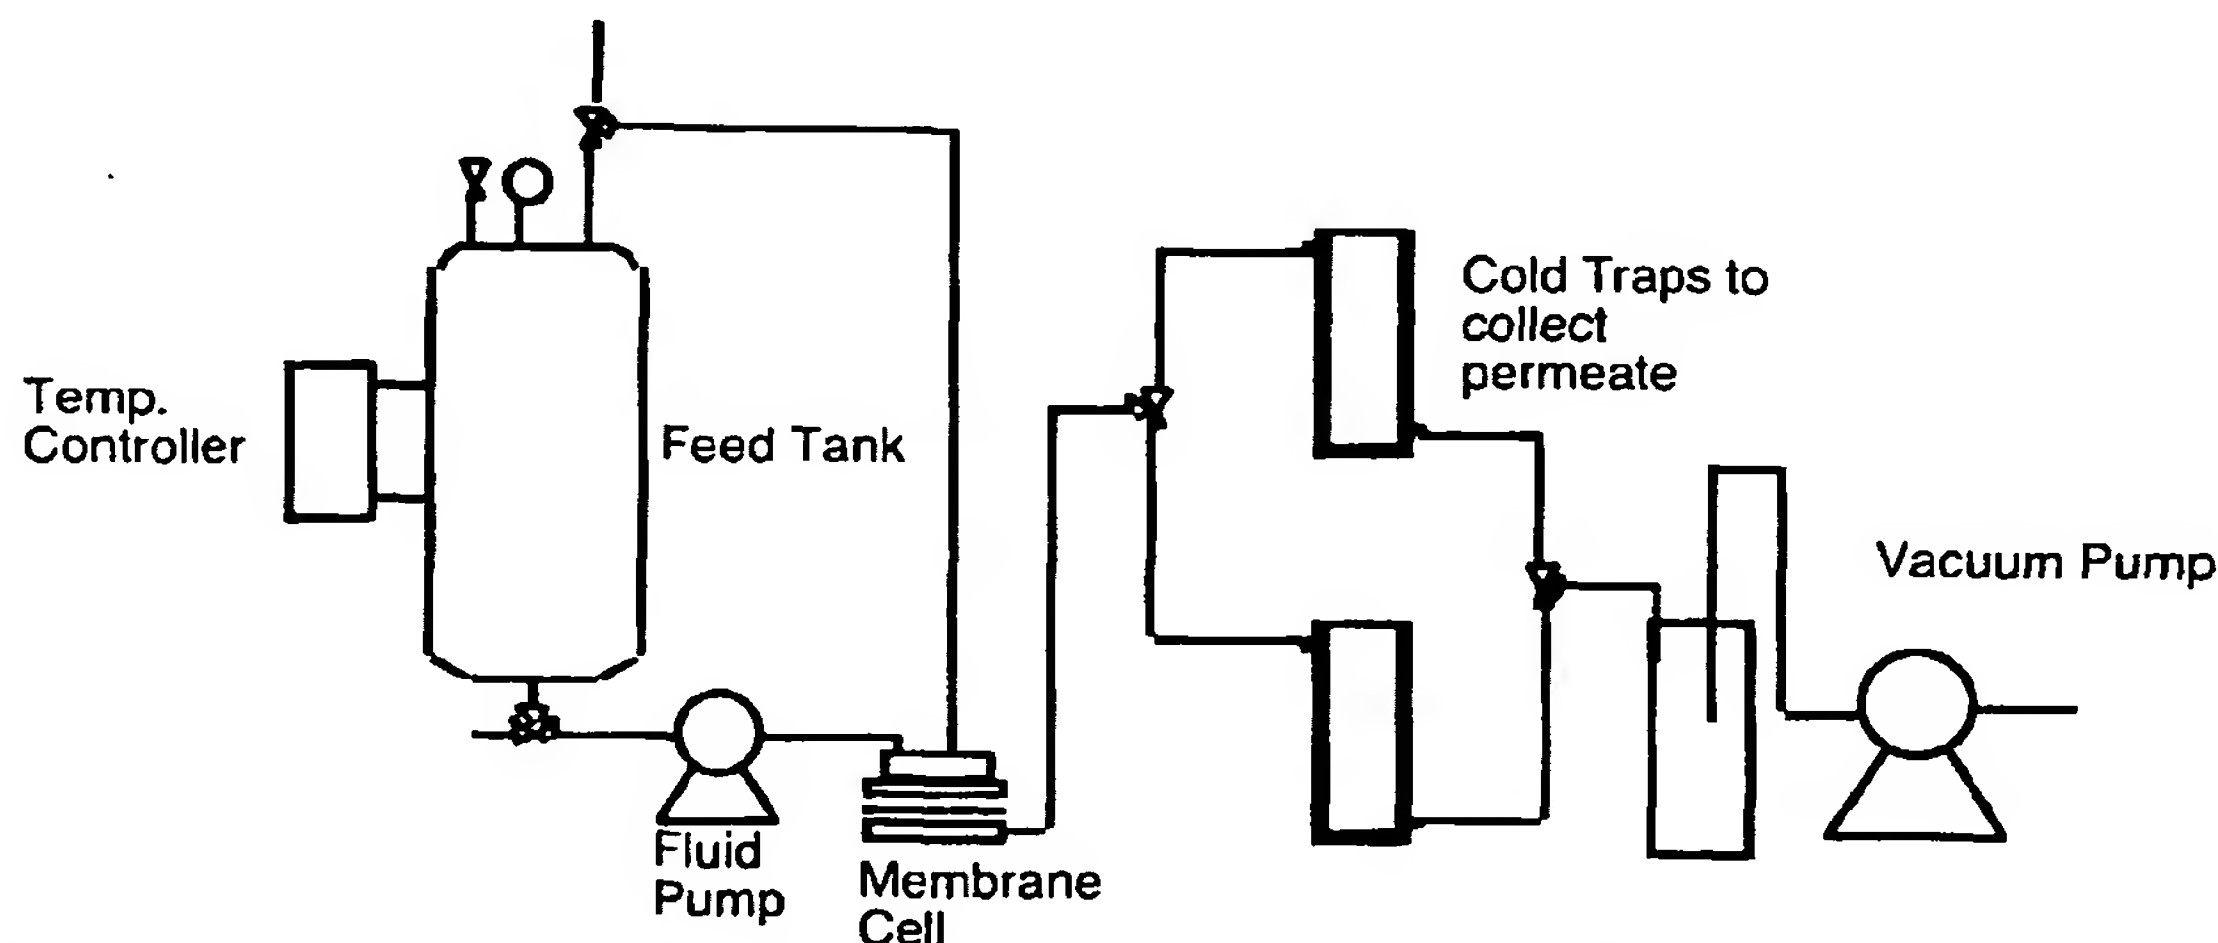 Temp.
Controller
Feed Tank
Fluid
Pump
Membrane
Cell
Cold Traps to
collect
permeate
Vacuum Pump